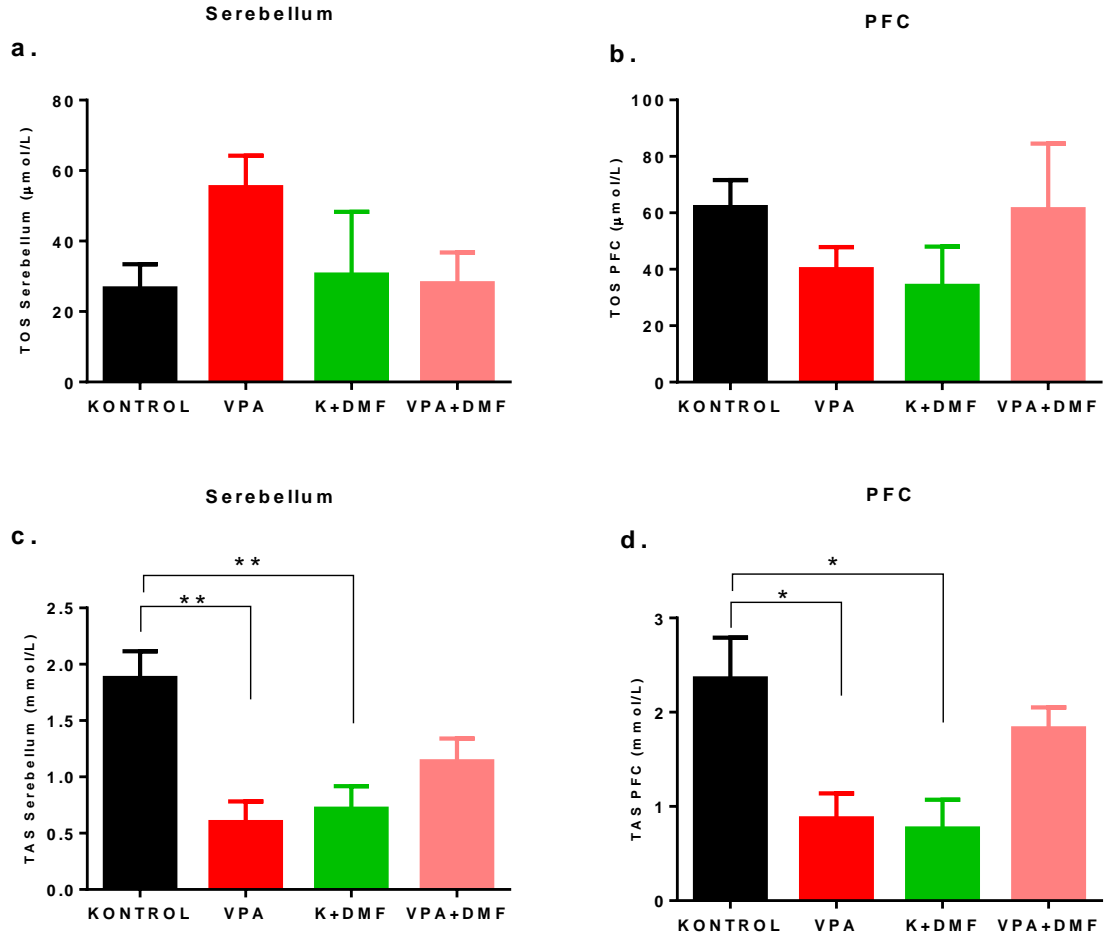 Serebellum
a.
TOS Serebellum (μmol/L)
80
60
40
20
0
KONTROL VPA K+DMF VPA+DMF
PFC
b.
TOS PFC (μmol/L)
100
80
60
40
20
0
KONTROL VPA K+DMF VPA+DMF
Serebellum
c.
**
**
TAS Serebellum (mmol/L)
2.5
2.0
1.5
1.0
0.5
0.0
KONTROL VPA K+DMF VPA+DMF
PFC
d.
*
*
TAS PFC (mmol/L)
3
2
1
0
KONTROL VPA K+DMF VPA+DMF